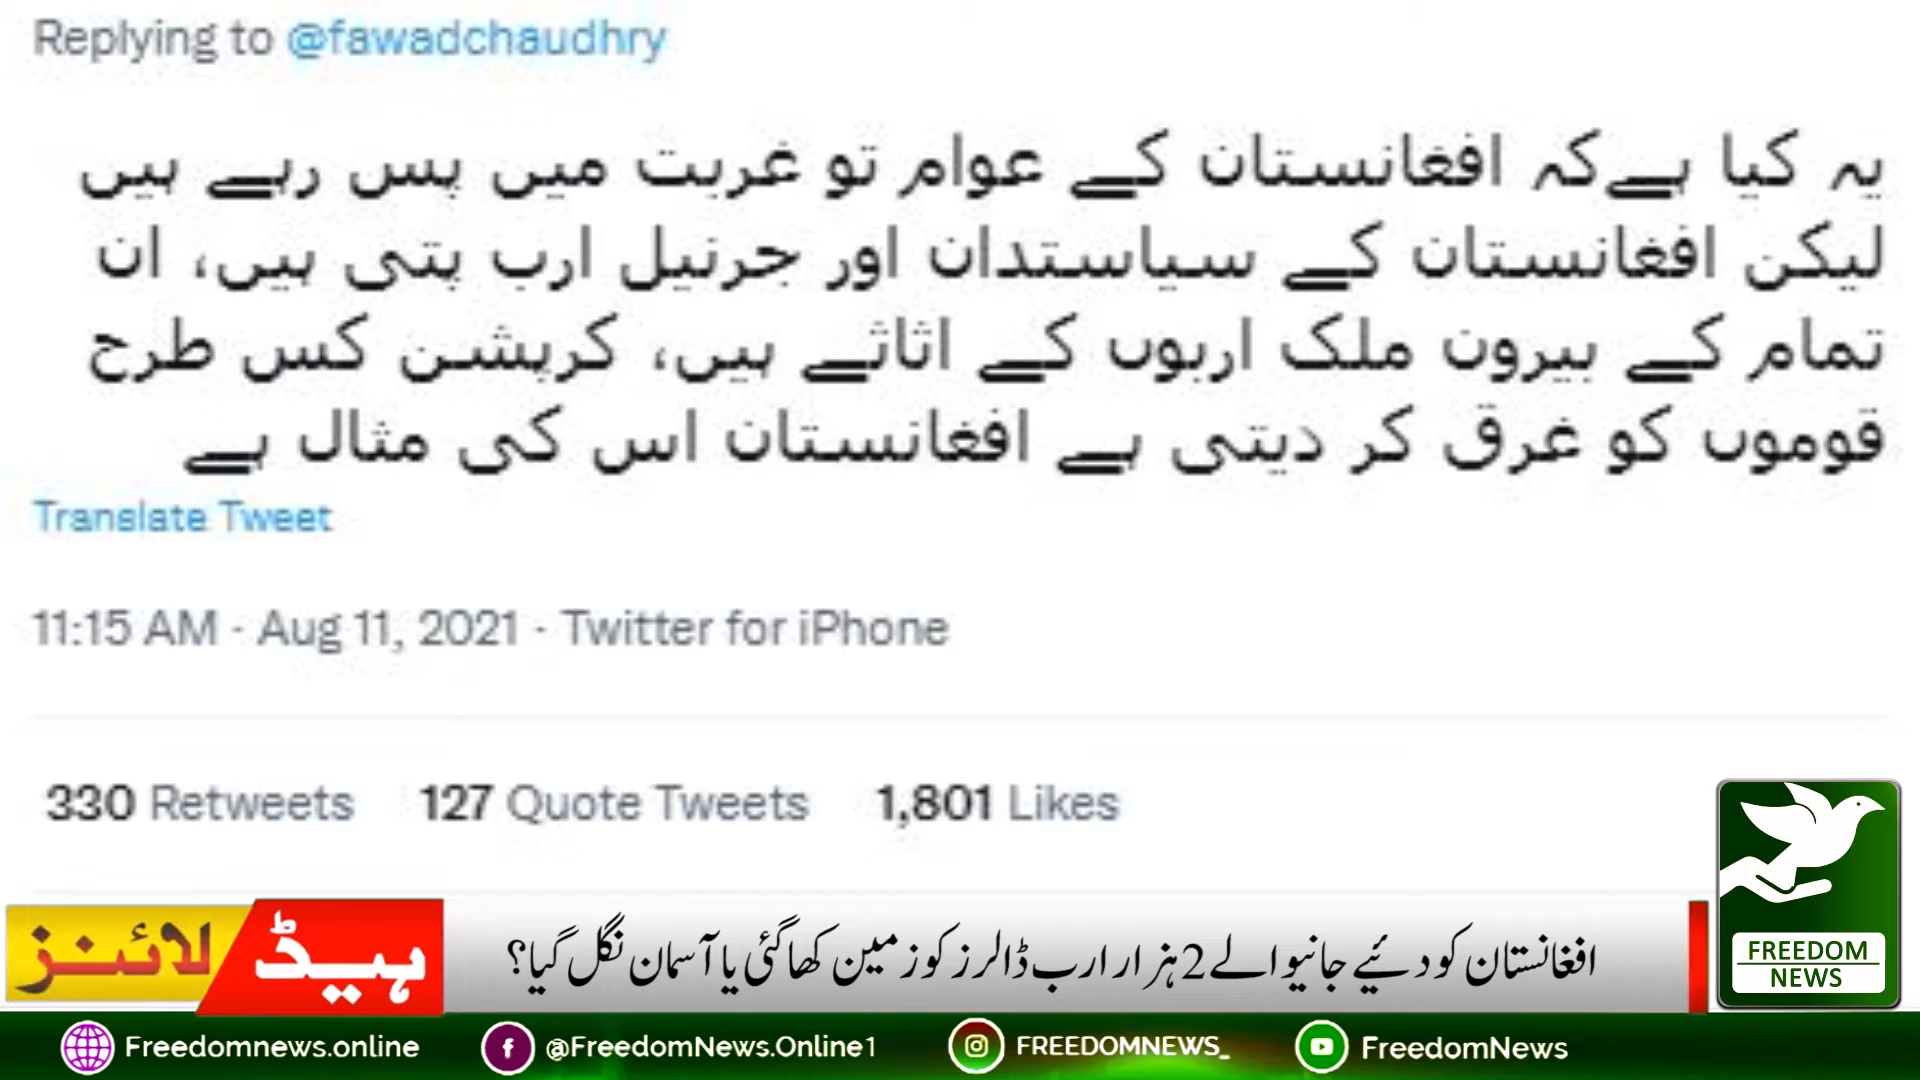 Replying to @fawadchaudhry
یہ کیا ہےکہ افغانستان کے عوام تو غربت میں پس رہے ہیں
لیکن افغانستان کے سیاستدان اور جرنیل ارب پتی ہیں، ان
تمام کے بیرون ملک اربوں کے اثاثے ہیں، کرپشن کس طرح
قوموں کو غرق کر دیتی ہے افغانستان اس کی مثال ہے
Translate Tweet
11:15 AM · Aug 11, 2021 · Twitter for iPhone
330 Retweets 127 Quote Tweets 1,801 Likes
ہیڈ لائنز
افغانستان کو دئیے جانیوالے 2 ہزار ارب ڈالرز کو زمین کھا گئی یا آسمان نگل گیا؟
FREEDOM
NEWS
Freedomnews.online @FreedomNews.Online1 FREEDOMNEWS_ FreedomNews